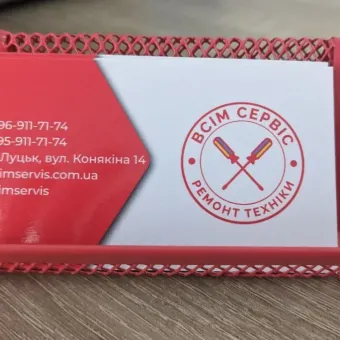 96-911-71-74
95-911-71-74
Луцьк, вул. Конякіна 14
imservis.com.ua
imservis
ВСІМ СЕРВІС
РЕМОНТ ТЕХНІКИ